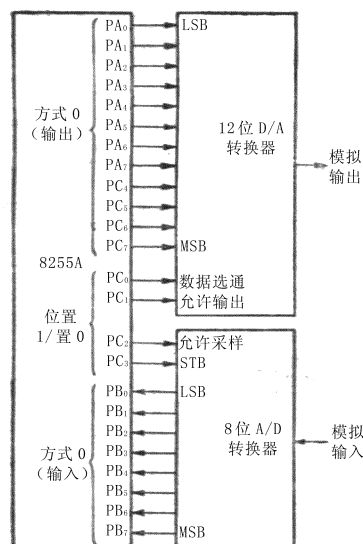 PA₀
PA₁
PA₂
PA₃
PA₄
PA₅
PA₆
PA₇
PC₄
PC₅
PC₆
PC₇
方式 0
（输出）
LSB
12位 D/A
转换器
MSB
模拟
输出
8255A
PC₀
PC₁
数据选通
允许输出
位置
1/置 0
PC₂
PC₃
允许采样
STB
PB₀
PB₁
PB₂
PB₃
PB₄
PB₅
PB₆
PB₇
方式 0
（输入）
LSB
8位 A/D
转换器
MSB
模拟
输入